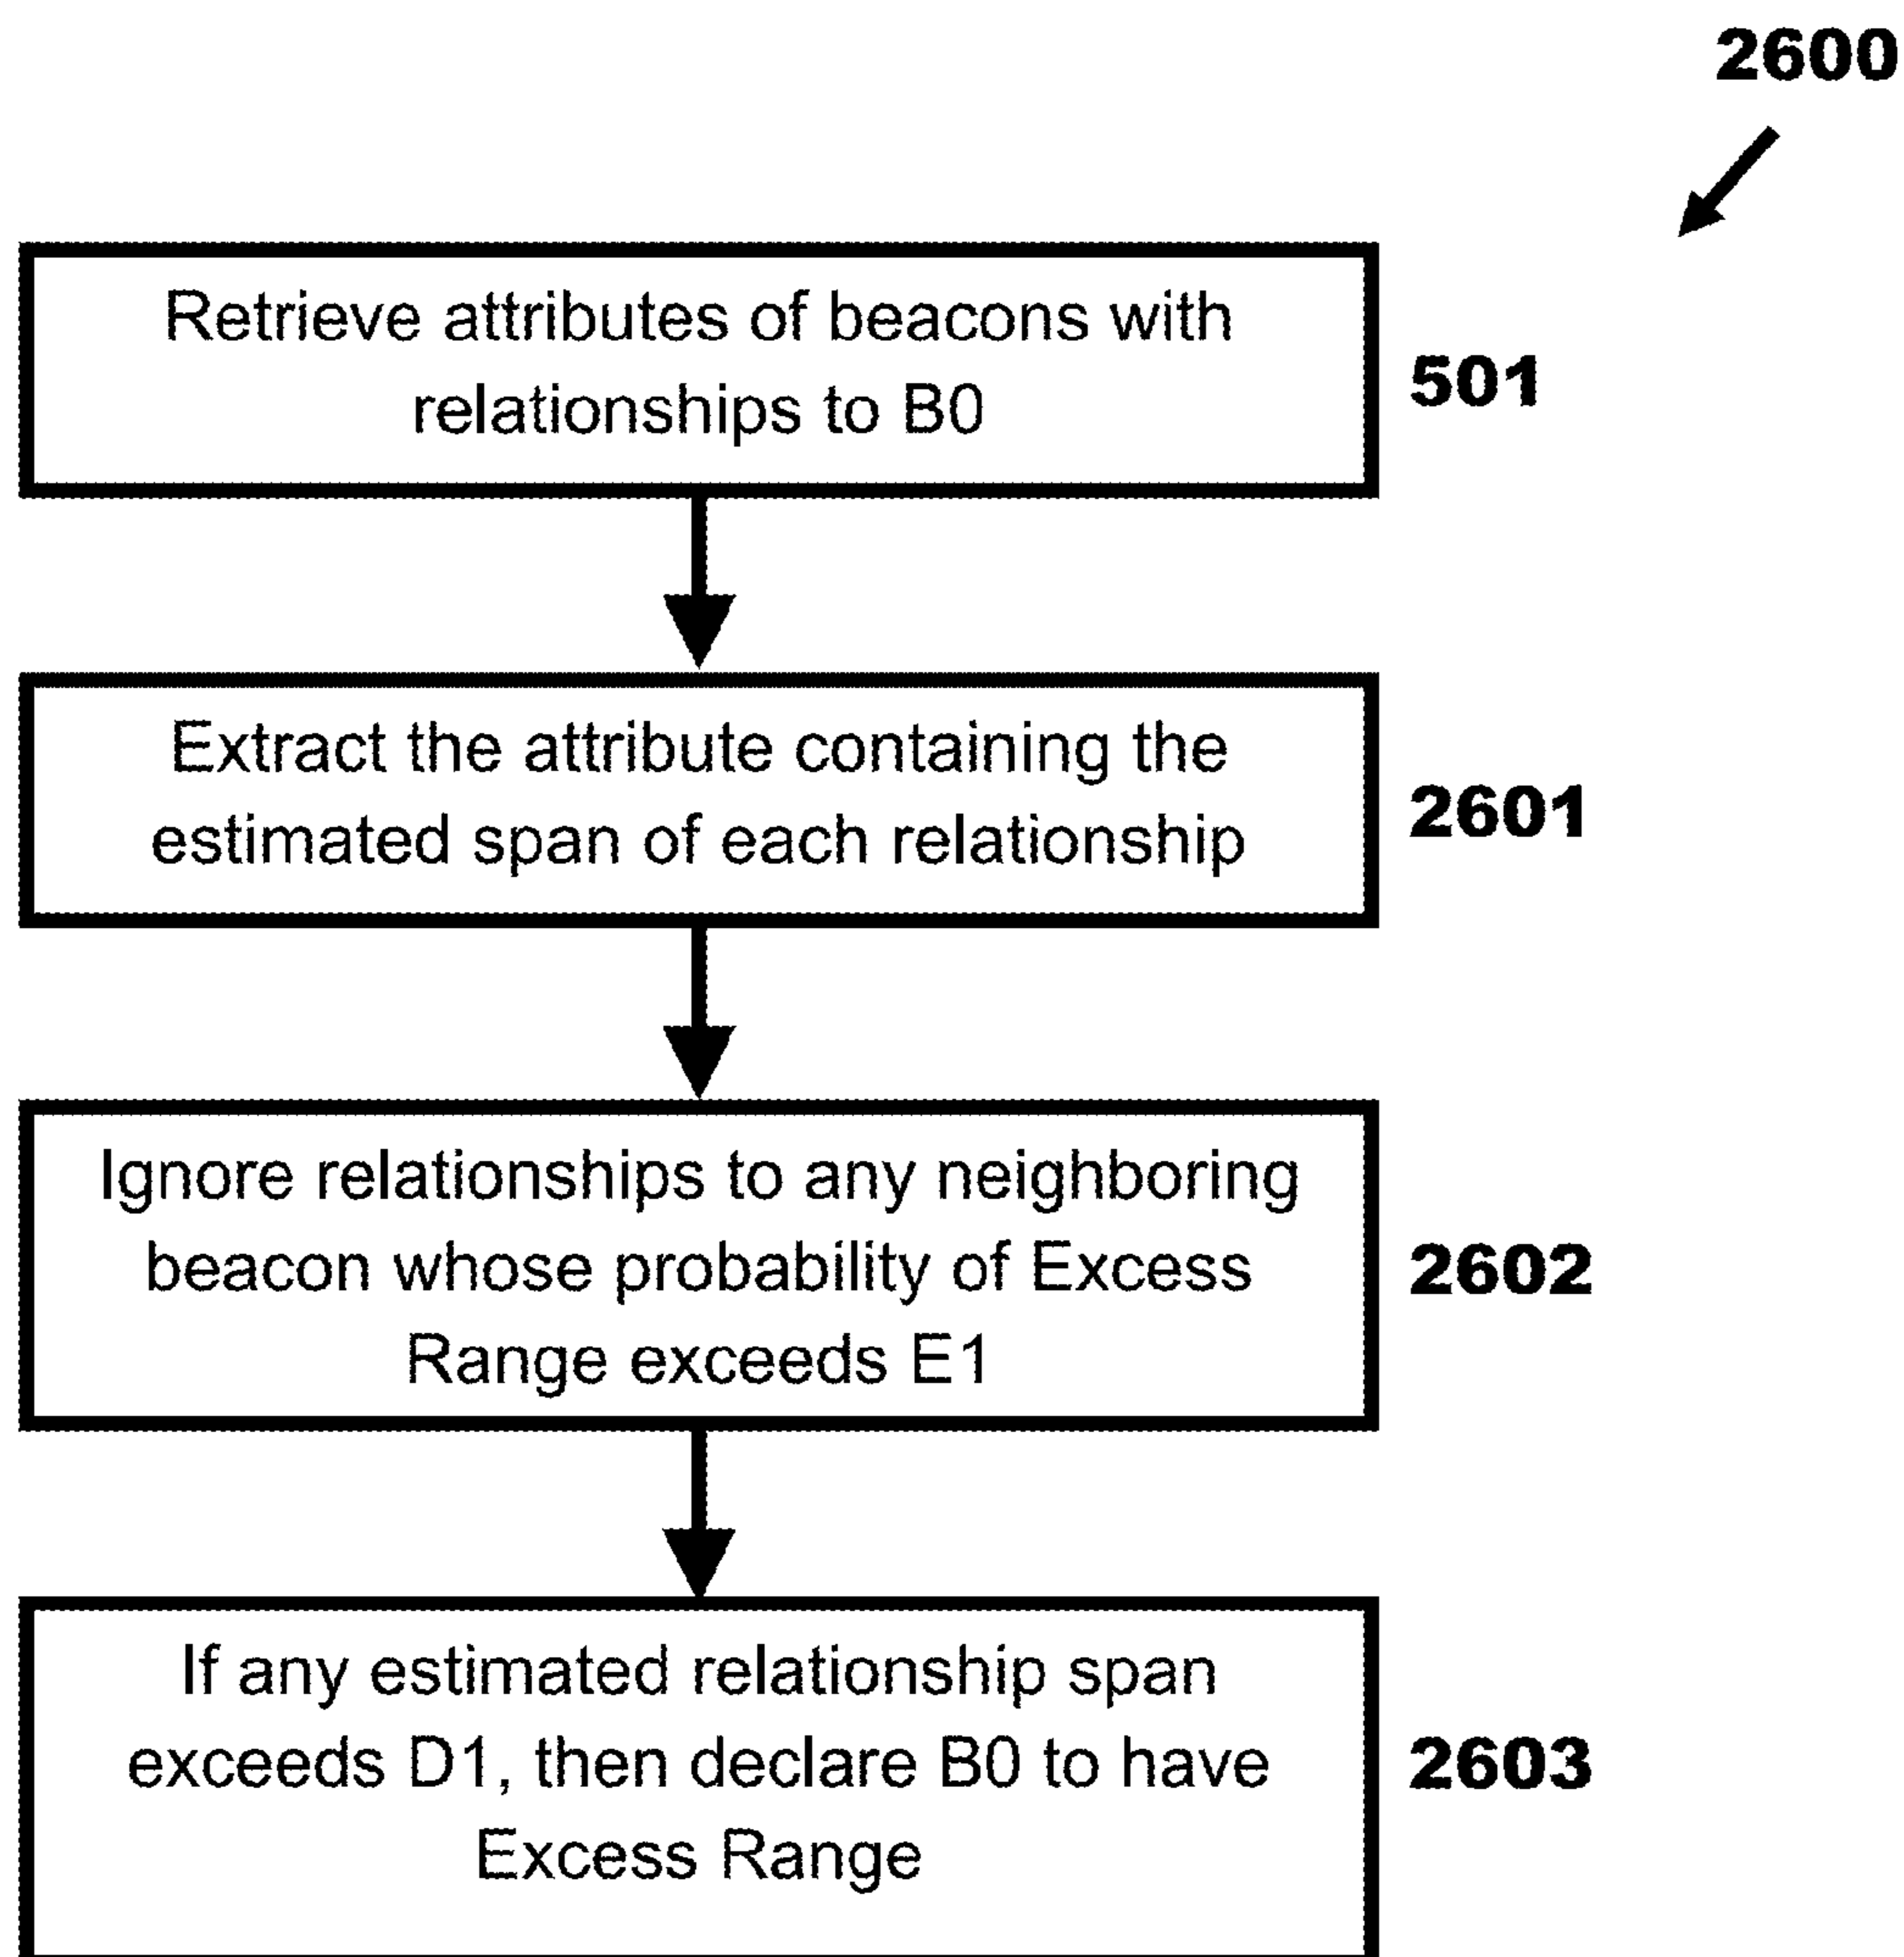 2600
Retrieve attributes of beacons with
relationships to B0
501
Extract the attribute containing the
estimated span of each relationship
2601
Ignore relationships to any neighboring
beacon whose probability of Excess
Range exceeds E1
2602
If any estimated relationship span
exceeds D1, then declare B0 to have
Excess Range
2603